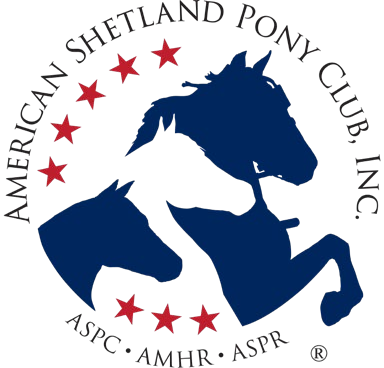 AMERICAN SHETLAND PONY CLUB, INC.
ASPC • AMHR • ASPR ®